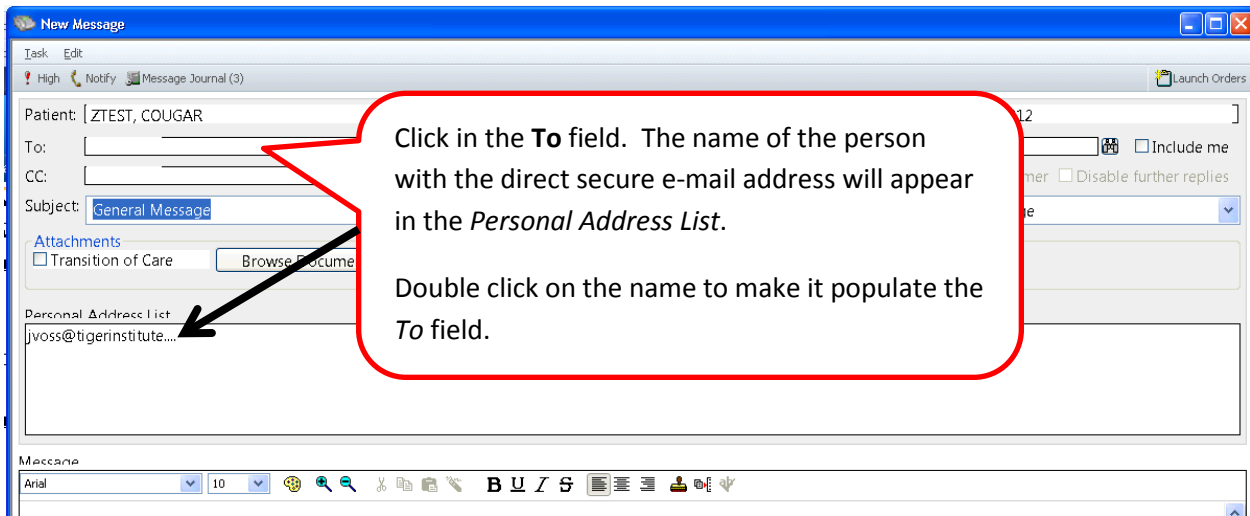 New Message
Task Edit
High Notify Message Journal (3) Launch Orders
Patient: ZTEST, COUGAR 12
To: Include me
CC: mer Disable further replies
Subject: General Message ge
Attachments
Transition of Care Browse Docume
Click in the To field. The name of the person
with the direct secure e-mail address will appear
in the Personal Address List.
Double click on the name to make it populate the
To field.
Personal Address List
jvoss@tigerinstitute....
Message
Arial 10 B U I S